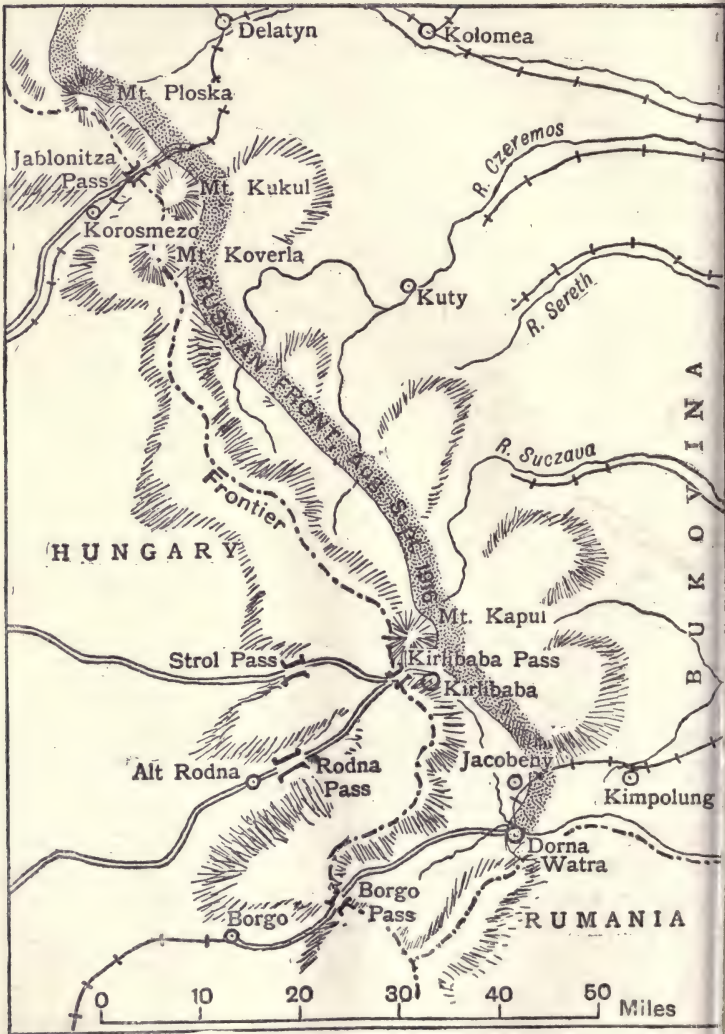 Delatyn
Kolomea
Mt. Ploska
R. Czeremos
Jablonitza
Pass
Mt. Kukul
Korosmezo
Mt. Koverla
Kuty
R. Sereth
RUSSIAN FRONT, Aug. Sept. 1916
BUKOVINA
R. Suczava
Frontier
HUNGARY
Mt. Kapul
Strol Pass
Kirlibaba Pass
Kirlibaba
Jacobeny
Alt Rodna
Rodna
Pass
Kimpolung
Dorna
Watra
Borgo
Pass
Borgo
RUMANIA
0 10 20 30 40 50 Miles